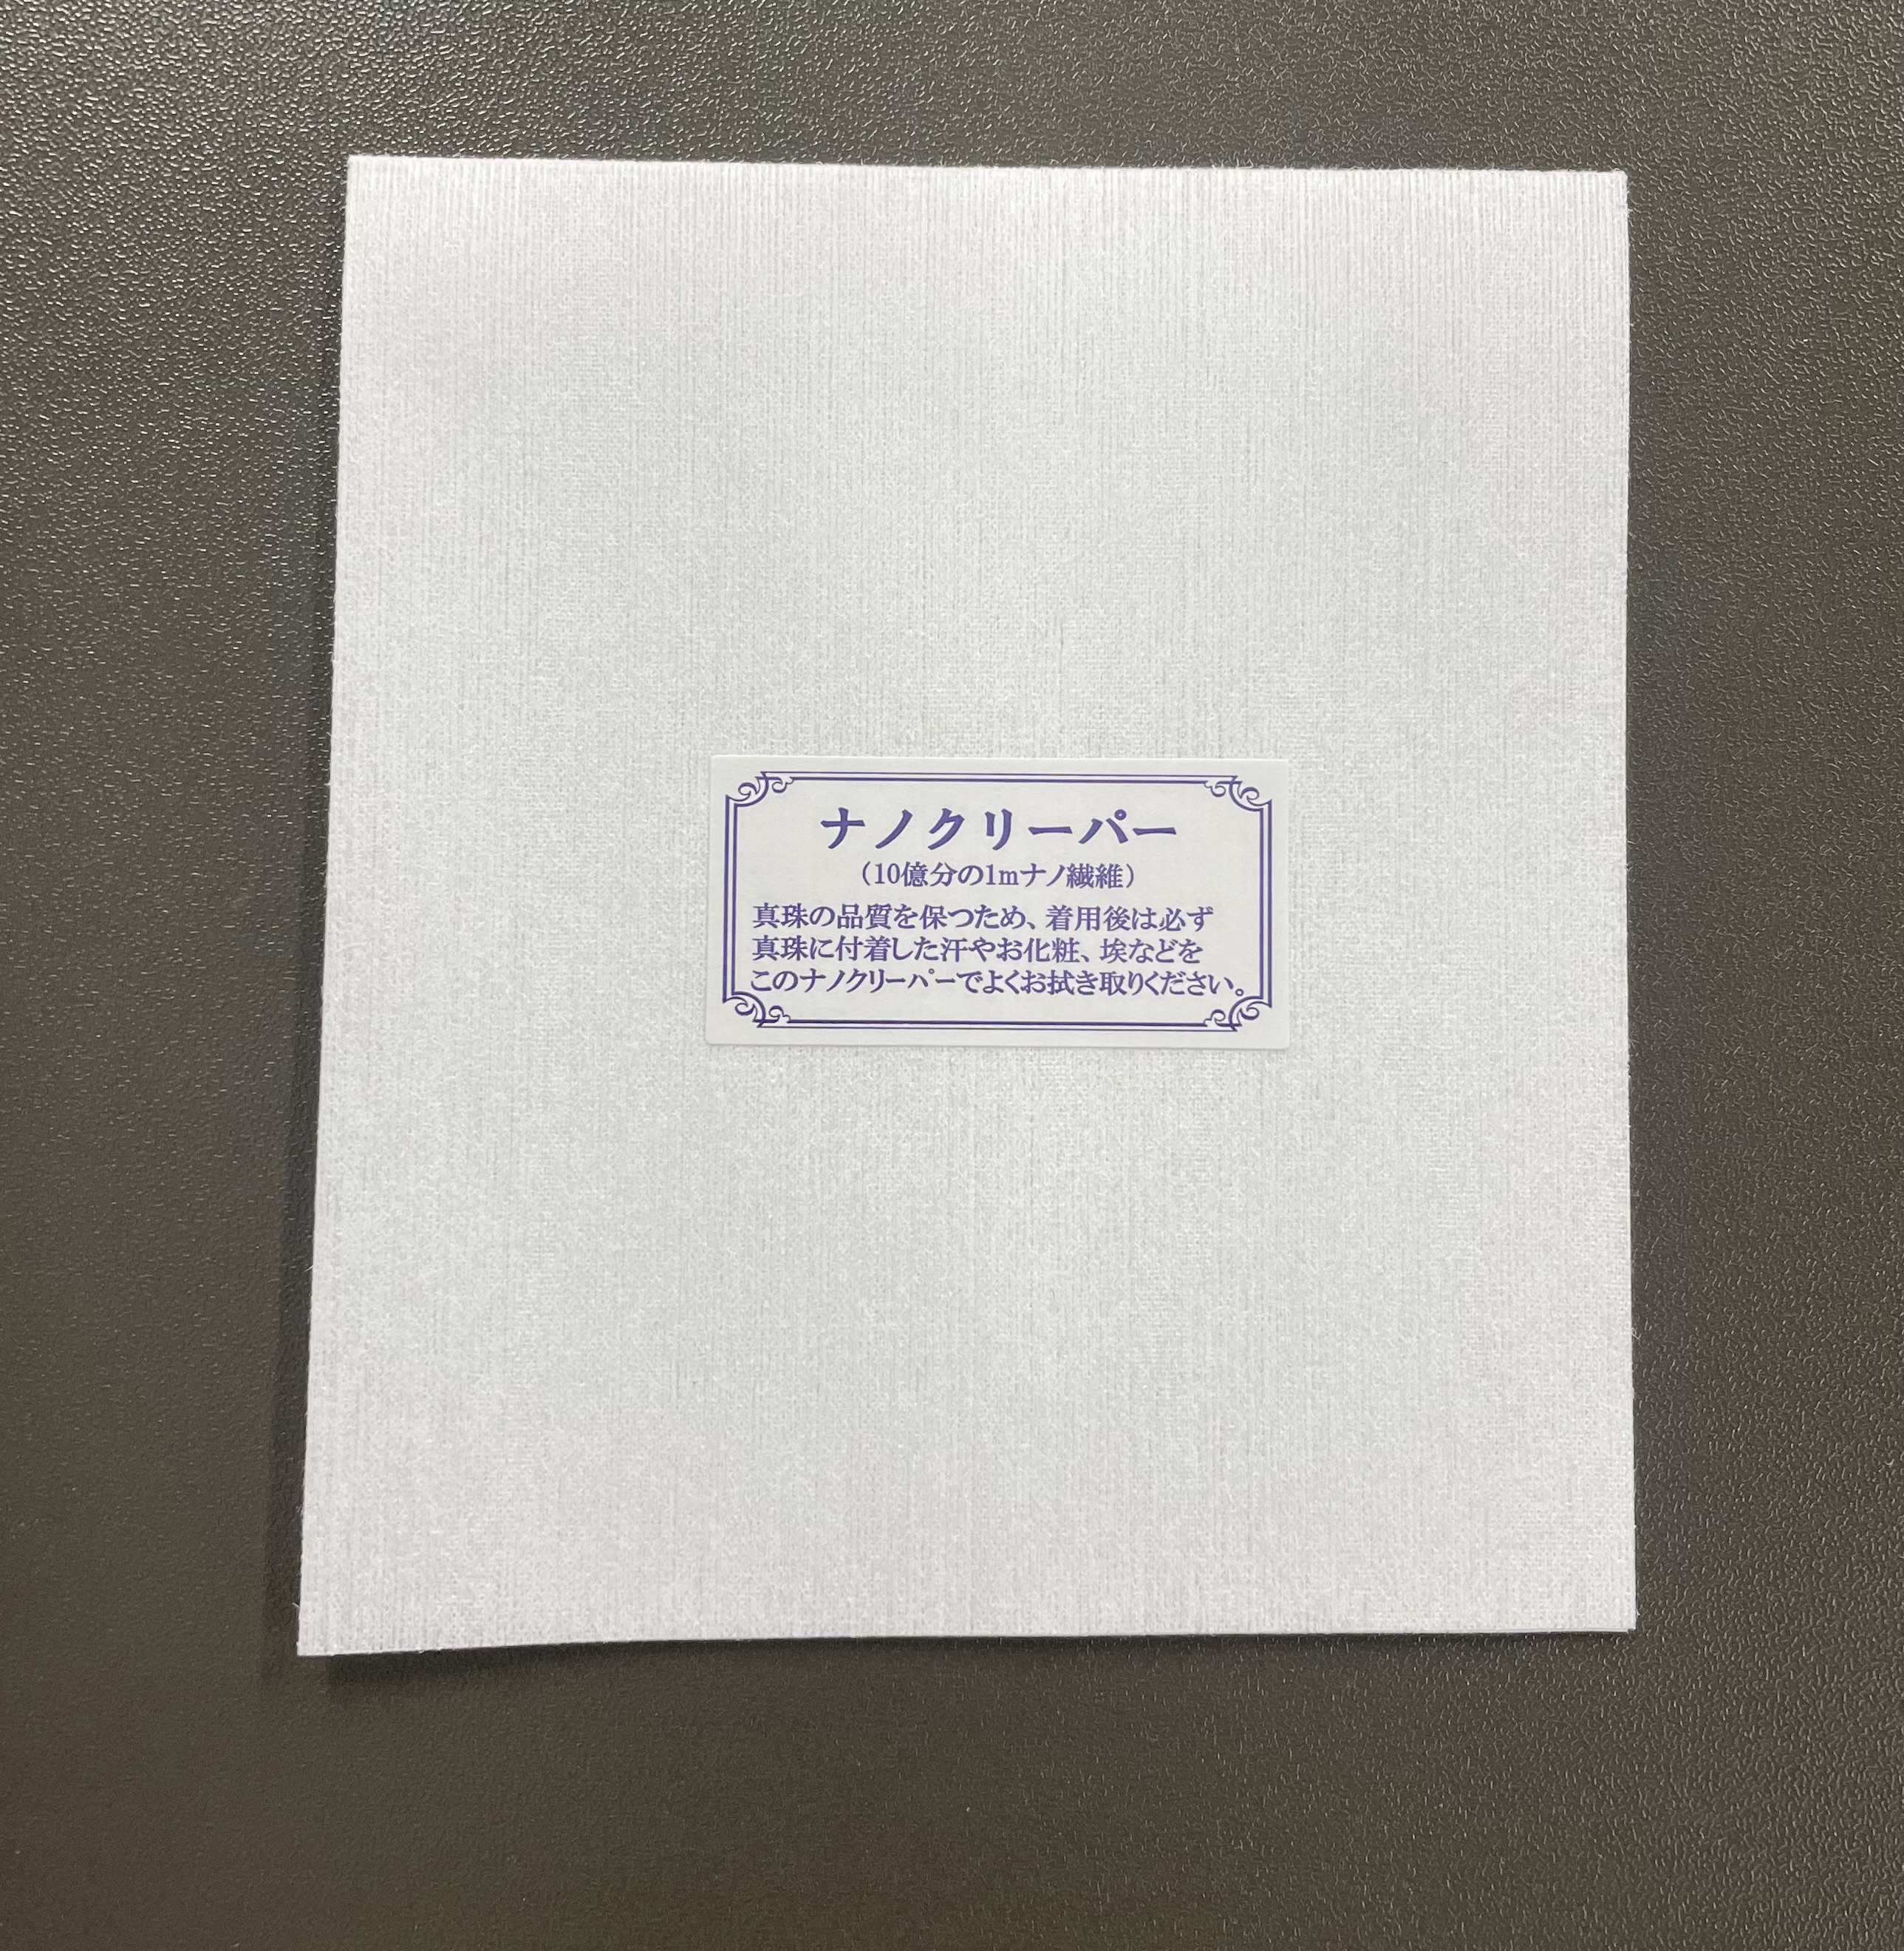 ナノクリーパー
（10億分の1mナノ繊維）
真珠の品質を保つため、着用後は必ず
真珠に付着した汗やお化粧、埃などを
このナノクリーパーでよくお拭き取りください。